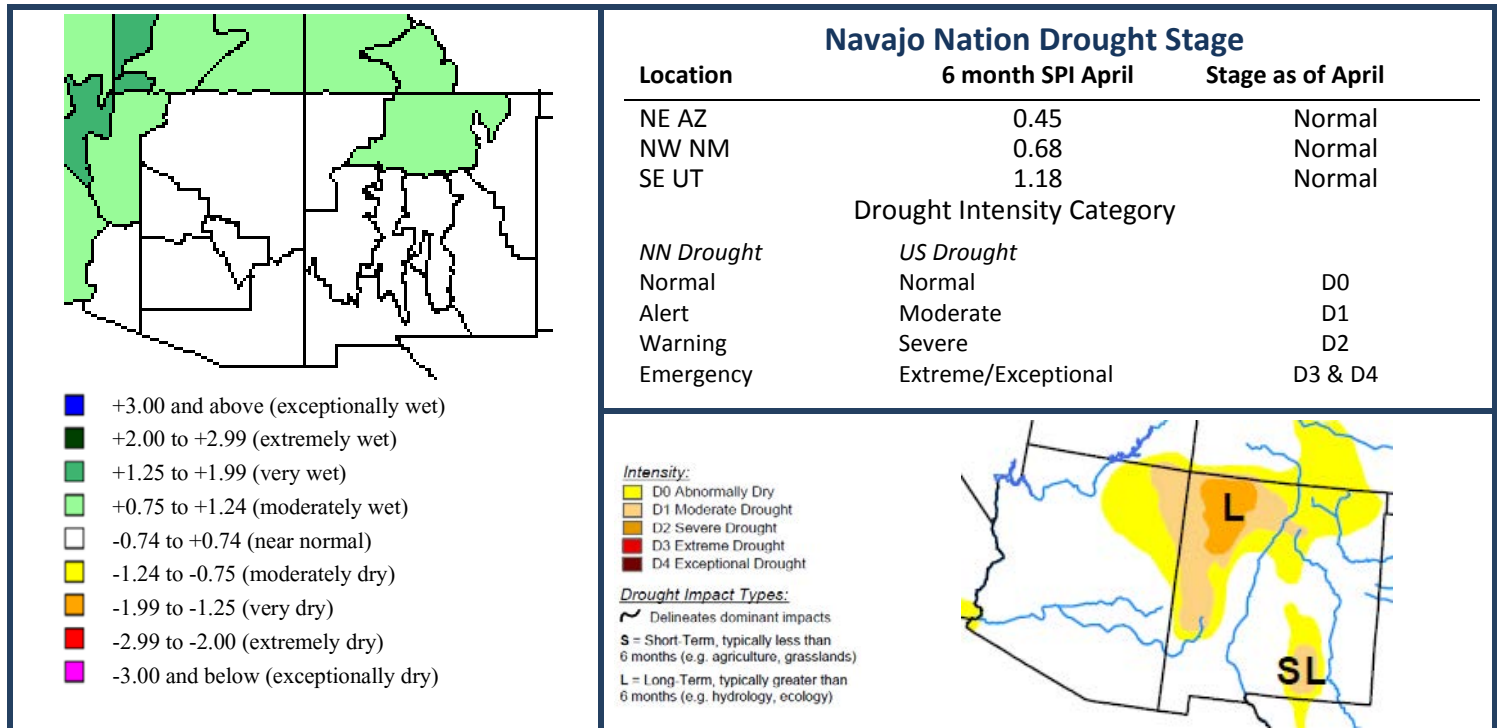 +3.00 and above (exceptionally wet)
+2.00 to +2.99 (extremely wet)
+1.25 to +1.99 (very wet)
+0.75 to +1.24 (moderately wet)
-0.74 to +0.74 (near normal)
-1.24 to -0.75 (moderately dry)
-1.99 to -1.25 (very dry)
-2.99 to -2.00 (extremely dry)
-3.00 and below (exceptionally dry)
Navajo Nation Drought Stage
Location 6 month SPI April Stage as of April
NE AZ 0.45 Normal
NW NM 0.68 Normal
SE UT 1.18 Normal
Drought Intensity Category
NN Drought US Drought
Normal Normal D0
Alert Moderate D1
Warning Severe D2
Emergency Extreme/Exceptional D3 & D4
Intensity:
D0 Abnormally Dry
D1 Moderate Drought
D2 Severe Drought
D3 Extreme Drought
D4 Exceptional Drought
Drought Impact Types:
Delineates dominant impacts
S = Short-Term, typically less than
6 months (e.g. agriculture, grasslands)
L = Long-Term, typically greater than
6 months (e.g. hydrology, ecology)
L
SL